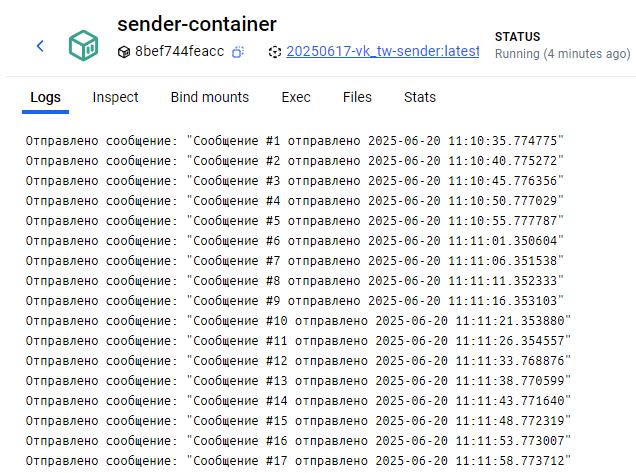 sender-container
8bef744feacc 20250617-vk_tw-sender:latest
STATUS
Running (4 minutes ago)
Logs Inspect Bind mounts Exec Files Stats
Отправлено сообщение: "Сообщение #1 отправлено 2025-06-20 11:10:35.774775"
Отправлено сообщение: "Сообщение #2 отправлено 2025-06-20 11:10:40.775272"
Отправлено сообщение: "Сообщение #3 отправлено 2025-06-20 11:10:45.776356"
Отправлено сообщение: "Сообщение #4 отправлено 2025-06-20 11:10:50.777029"
Отправлено сообщение: "Сообщение #5 отправлено 2025-06-20 11:10:55.777787"
Отправлено сообщение: "Сообщение #6 отправлено 2025-06-20 11:11:01.350604"
Отправлено сообщение: "Сообщение #7 отправлено 2025-06-20 11:11:06.351538"
Отправлено сообщение: "Сообщение #8 отправлено 2025-06-20 11:11:11.352333"
Отправлено сообщение: "Сообщение #9 отправлено 2025-06-20 11:11:16.353103"
Отправлено сообщение: "Сообщение #10 отправлено 2025-06-20 11:11:21.353880"
Отправлено сообщение: "Сообщение #11 отправлено 2025-06-20 11:11:26.354557"
Отправлено сообщение: "Сообщение #12 отправлено 2025-06-20 11:11:33.768876"
Отправлено сообщение: "Сообщение #13 отправлено 2025-06-20 11:11:38.770599"
Отправлено сообщение: "Сообщение #14 отправлено 2025-06-20 11:11:43.771640"
Отправлено сообщение: "Сообщение #15 отправлено 2025-06-20 11:11:48.772319"
Отправлено сообщение: "Сообщение #16 отправлено 2025-06-20 11:11:53.773007"
Отправлено сообщение: "Сообщение #17 отправлено 2025-06-20 11:11:58.773712"